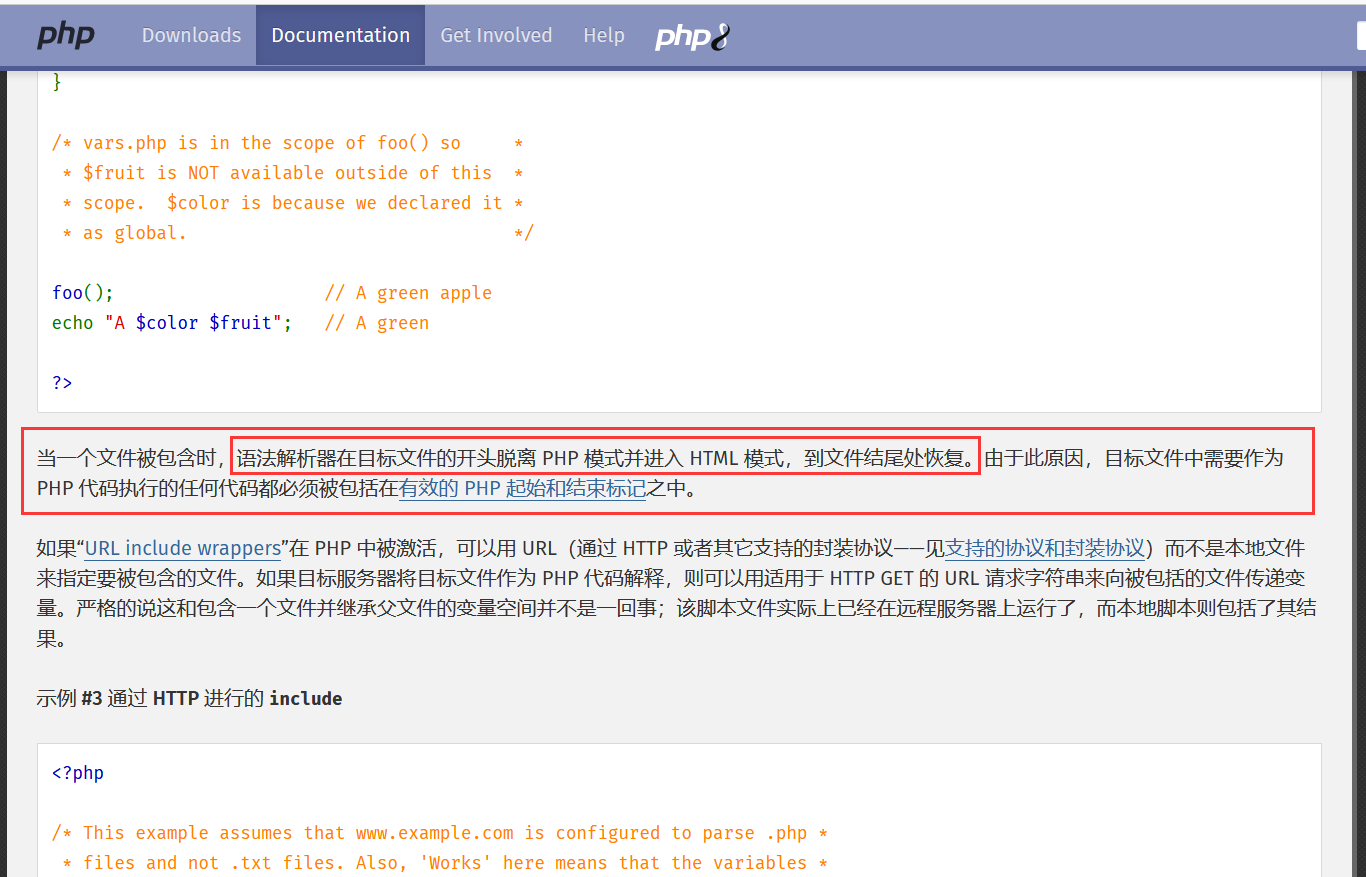 php Downloads Documentation Get Involved Help php8
}
/* vars.php is in the scope of foo() so     *
 * $fruit is NOT available outside of this  *
 * scope.  $color is because we declared it *
 * as global.                               */
foo();                    // A green apple
echo "A $color $fruit";   // A green
?>
当一个文件被包含时，语法解析器在目标文件的开头脱离 PHP 模式并进入 HTML 模式，到文件结尾处恢复。由于此原因，目标文件中需要作为
PHP 代码执行的任何代码都必须被包括在有效的 PHP 起始和结束标记之中。
如果“URL include wrappers”在 PHP 中被激活，可以用 URL（通过 HTTP 或者其它支持的封装协议——见支持的协议和封装协议）而不是本地文件
来指定要被包含的文件。如果目标服务器将目标文件作为 PHP 代码解释，则可以用适用于 HTTP GET 的 URL 请求字符串来向被包括的文件传递变
量。严格的说这和包含一个文件并继承父文件的变量空间并不是一回事；该脚本文件实际上已经在远程服务器上运行了，而本地脚本则包括了其结
果。
示例 #3 通过 HTTP 进行的 include
<?php
/* This example assumes that www.example.com is configured to parse .php *
 * files and not .txt files. Also, 'Works' here means that the variables *